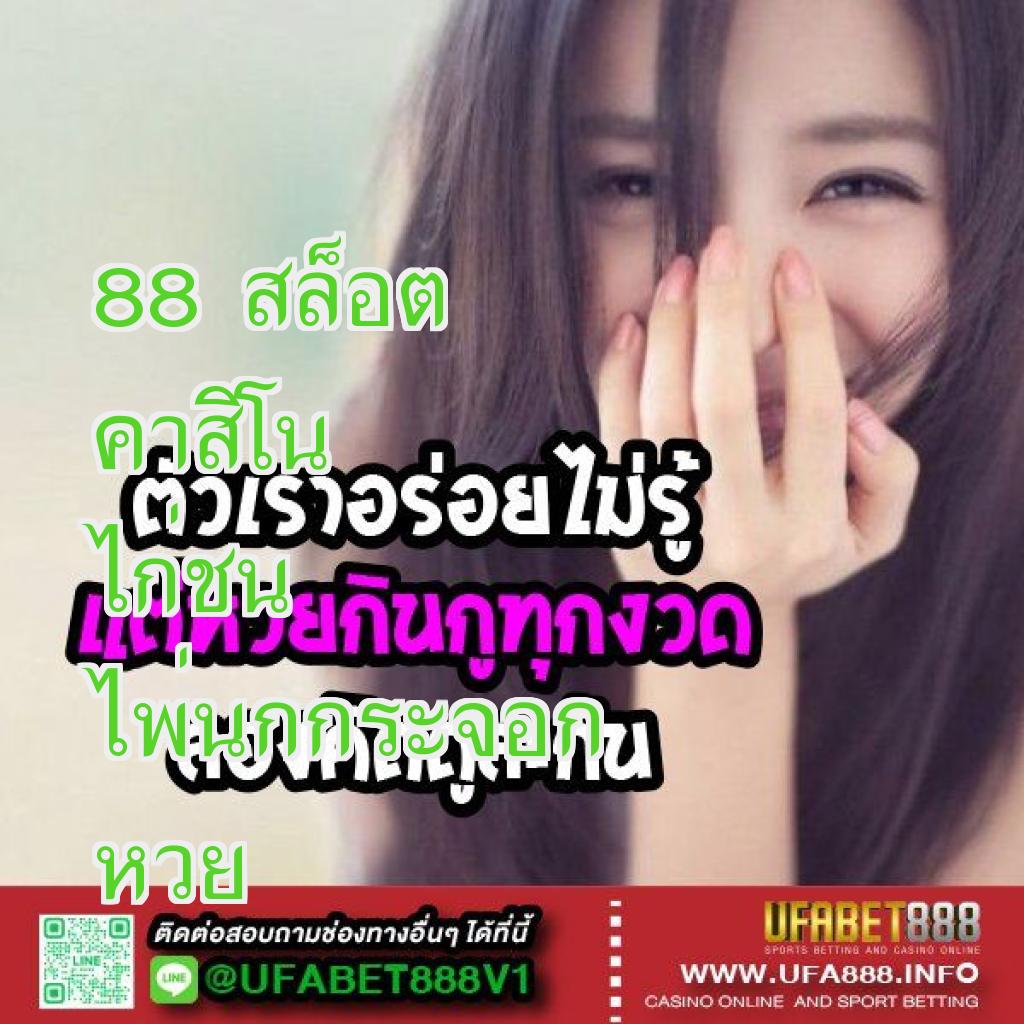 88 สล็อต
คาสิโน
ตัวเราอร่อยไม่รู้
ไก่ชน
แต่หวยกินกูทุกงวด
ไพ่นกกระจอก
หวย
ติดต่อสอบถามช่องทางอื่นๆ ได้ที่นี้
LINE
LINE @UFABET888V1
UFABET888
SPORTS BETTING AND CASINO ONLINE
WWW.UFA888.INFO
CASINO ONLINE AND SPORT BETTING